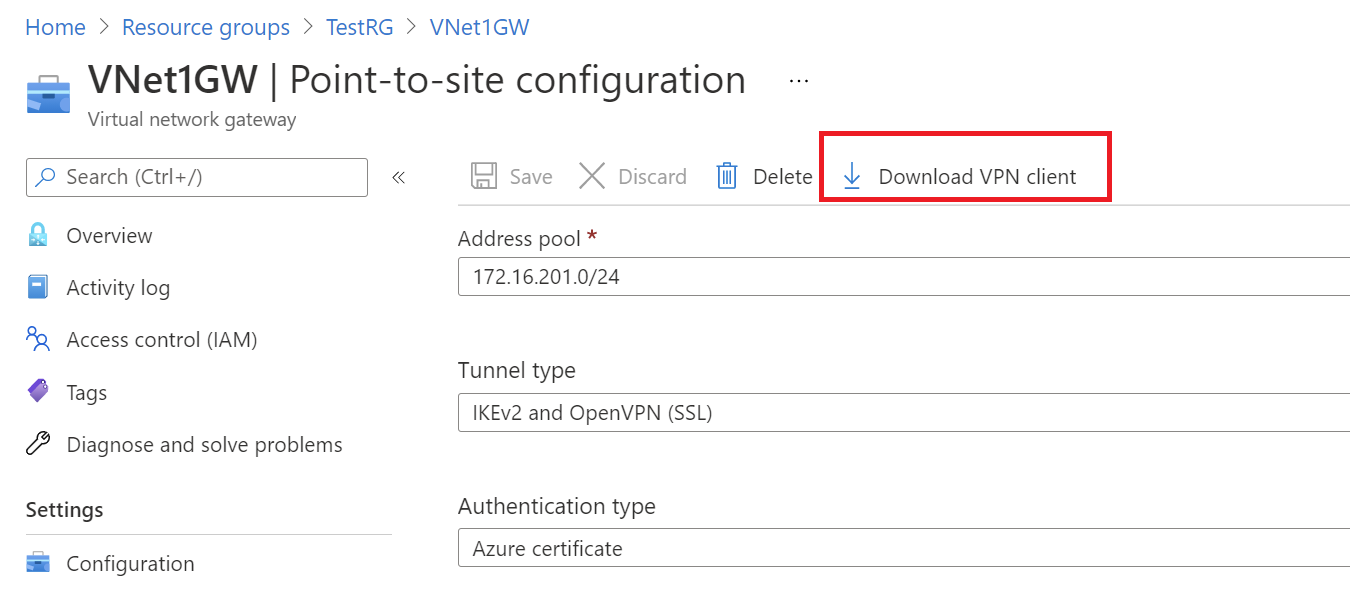 Home > Resource groups > TestRG > VNet1GW
VNet1GW | Point-to-site configuration ...
Virtual network gateway
Search (Ctrl+/) «
Save Discard Delete Download VPN client
Overview
Activity log
Access control (IAM)
Tags
Diagnose and solve problems
Settings
Configuration
Address pool *
172.16.201.0/24
Tunnel type
IKEv2 and OpenVPN (SSL)
Authentication type
Azure certificate